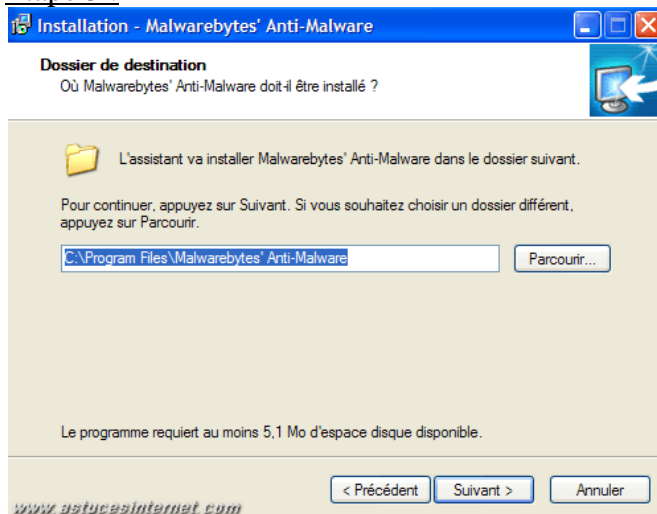 Installation - Malwarebytes' Anti-Malware
Dossier de destination
Où Malwarebytes' Anti-Malware doit-il être installé ?
L'assistant va installer Malwarebytes' Anti-Malware dans le dossier suivant.
Pour continuer, appuyez sur Suivant. Si vous souhaitez choisir un dossier différent,
appuyez sur Parcourir.
C:\Program Files\Malwarebytes' Anti-Malware
Parcourir...
Le programme requiert au moins 5,1 Mo d'espace disque disponible.
< Précédent
Suivant >
Annuler
www.astucesinternet.com